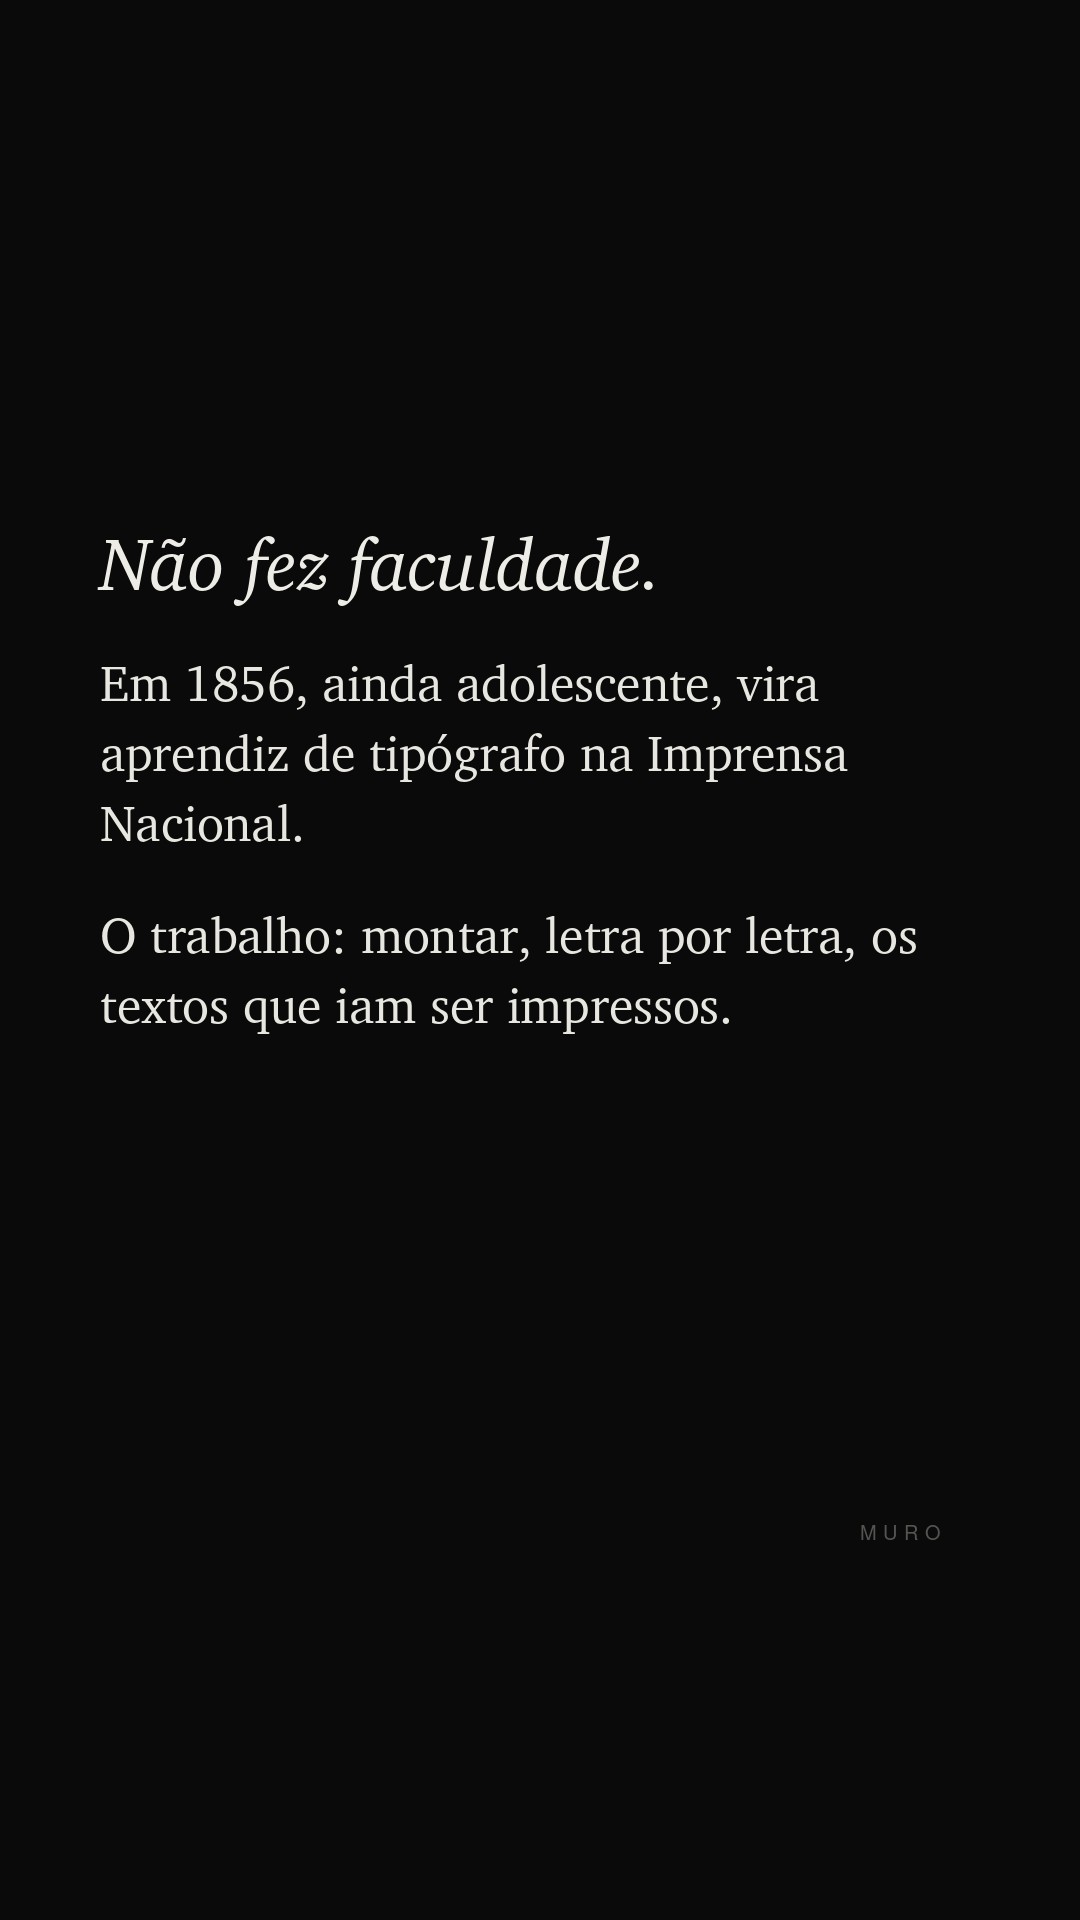 Não fez faculdade.
Em 1856, ainda adolescente, vira
aprendiz de tipógrafo na Imprensa
Nacional.
O trabalho: montar, letra por letra, os
textos que iam ser impressos.
MURO